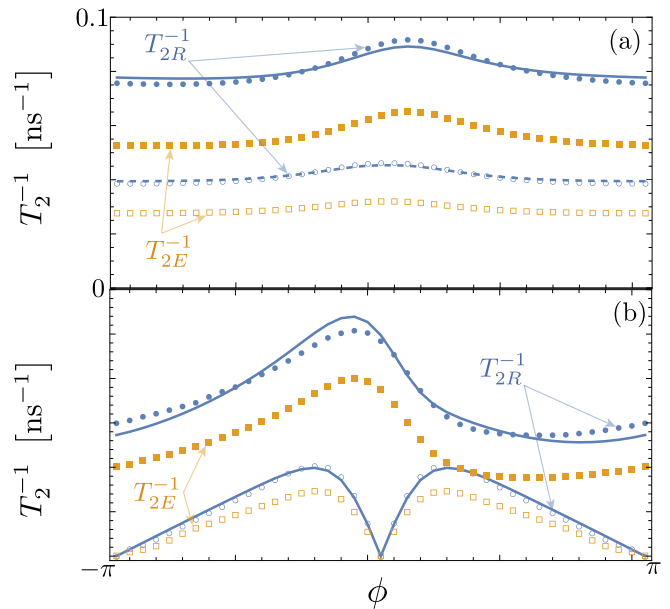 0.1
(a)
T_{2R}^{-1}
T_2^{-1} [ns^{-1}]
T_{2E}^{-1}
0
(b)
T_{2R}^{-1}
T_2^{-1} [ns^{-1}]
T_{2E}^{-1}
−π
ϕ
π